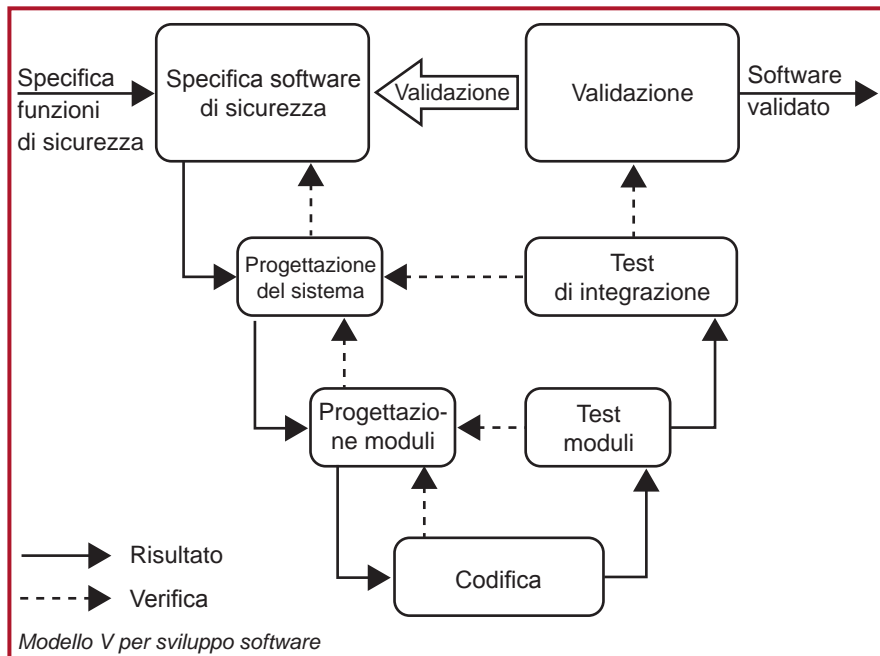 Specifica
funzioni
di sicurezza
Specifica software
di sicurezza
Validazione
Validazione
Software
validato
Progettazione
del sistema
Test
di integrazione
Progettazio-
ne moduli
Test
moduli
Codifica
Risultato
Verifica
Modello V per sviluppo software